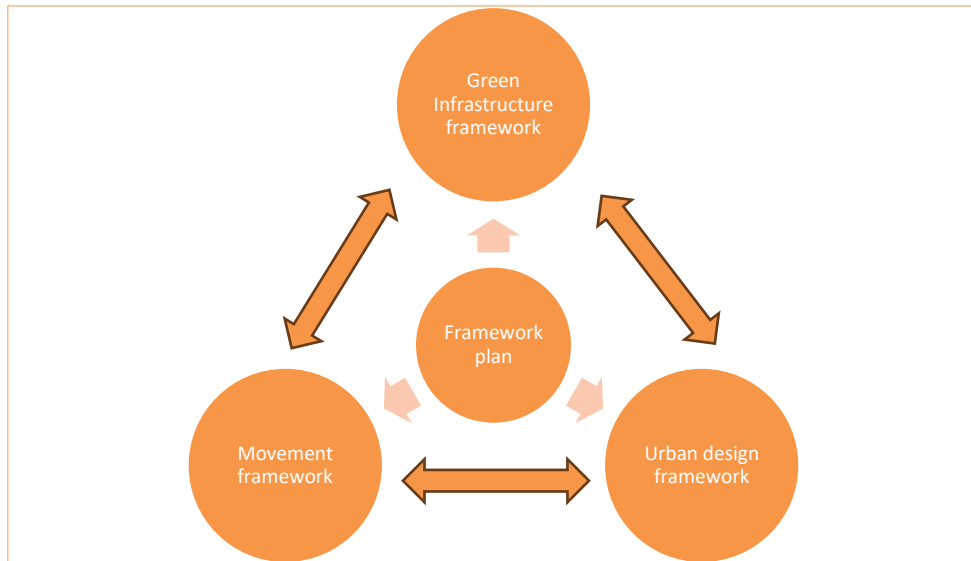 Green
Infrastructure
framework
Framework
plan
Movement
framework
Urban design
framework